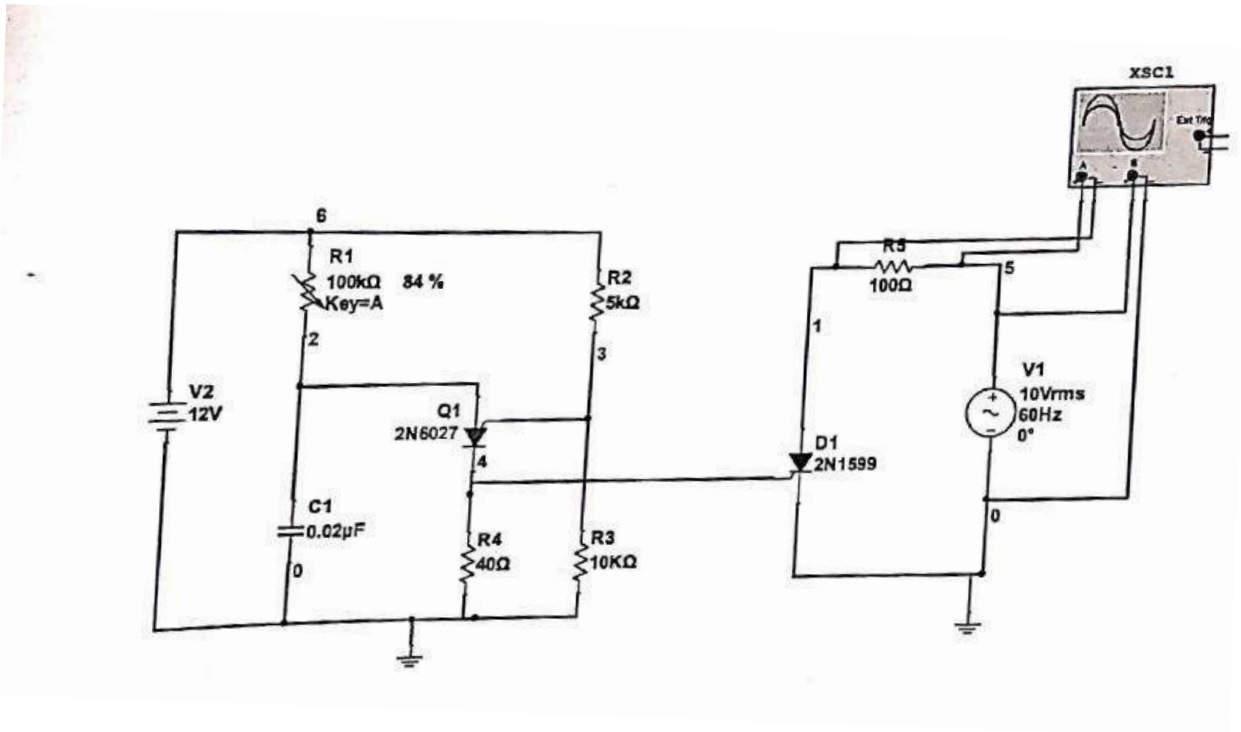 XSC1
Ext Trig
A
B
6
R1
100kΩ 84 %
Key=A
R2
5kΩ
R5
100Ω
5
2
3
1
V2
12V
Q1
2N6027
4
V1
10Vrms
60Hz
0°
D1
2N1599
C1
0.02µF
0
R4
40Ω
R3
10KΩ
0